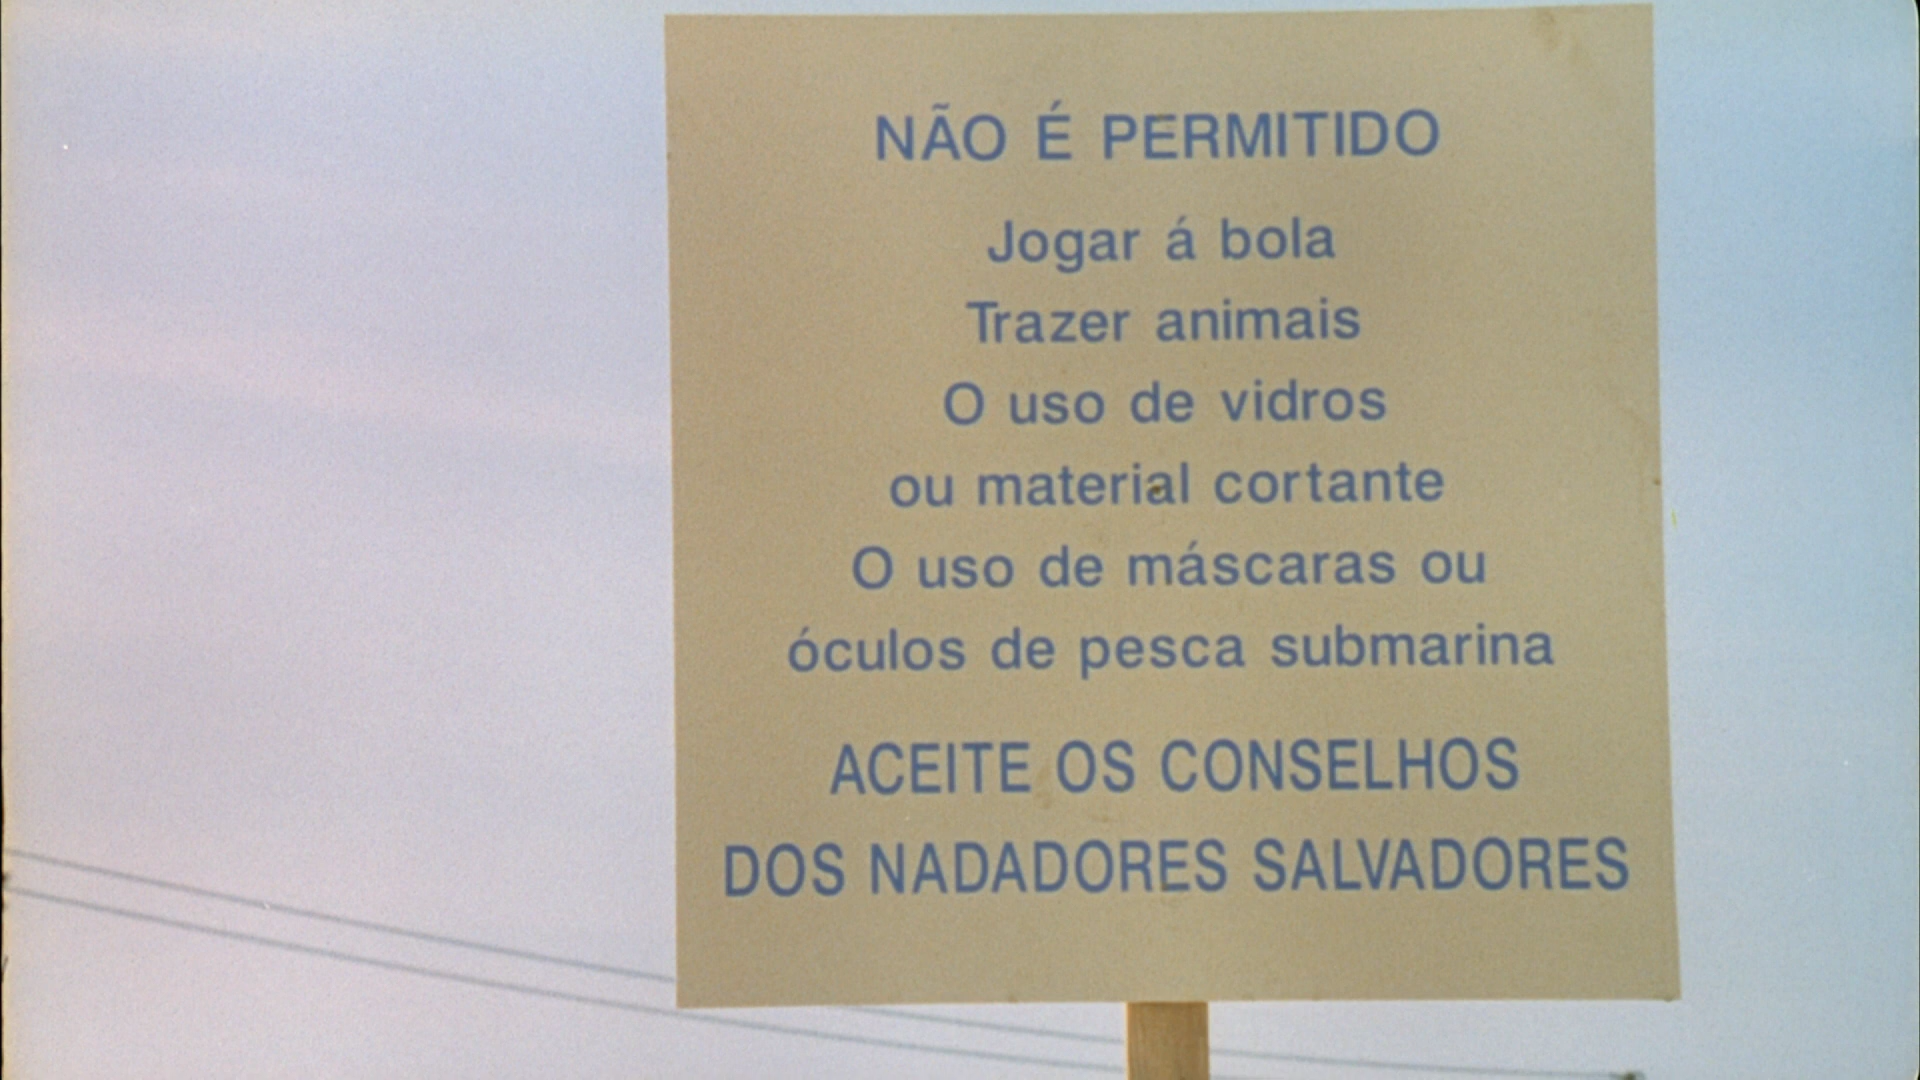 NÃO É PERMITIDO
Jogar á bola
Trazer animais
O uso de vidros
ou material cortante
O uso de máscaras ou
óculos de pesca submarina
ACEITE OS CONSELHOS
DOS NADADORES SALVADORES